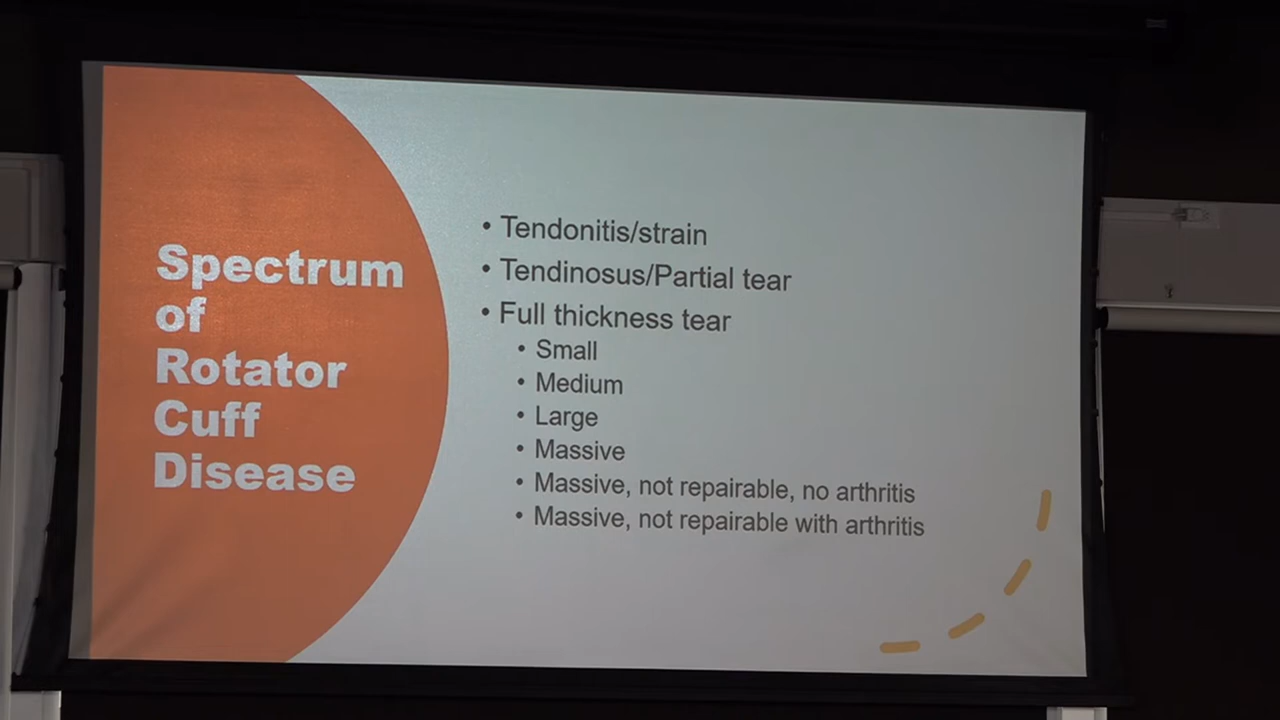 Spectrum
of
Rotator
Cuff
Disease
• Tendonitis/strain
• Tendinosus/Partial tear
• Full thickness tear
• Small
• Medium
• Large
• Massive
• Massive, not repairable, no arthritis
• Massive, not repairable with arthritis